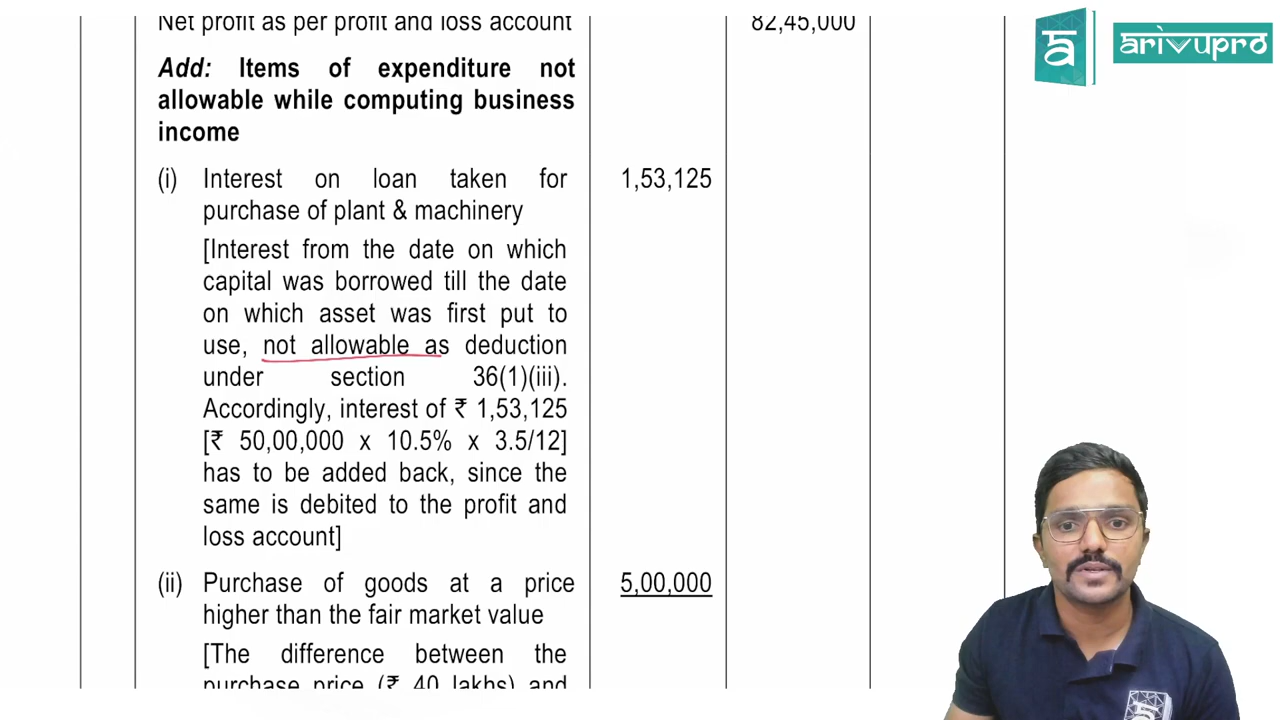 Net profit as per profit and loss account 82,45,000
Add: Items of expenditure not
allowable while computing business
income
(i) Interest on loan taken for 1,53,125
purchase of plant & machinery
[Interest from the date on which
capital was borrowed till the date
on which asset was first put to
use, not allowable as deduction
under section 36(1)(iii).
Accordingly, interest of ₹ 1,53,125
[₹ 50,00,000 x 10.5% x 3.5/12]
has to be added back, since the
same is debited to the profit and
loss account]
(ii) Purchase of goods at a price 5,00,000
higher than the fair market value
[The difference between the
purchase price (₹ 40 lakhs) and
arivupro